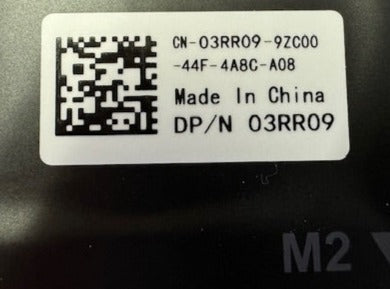 CN-03RR09-9ZC00
-44F-4A8C-A08
Made In China
DP/N 03RR09
M2